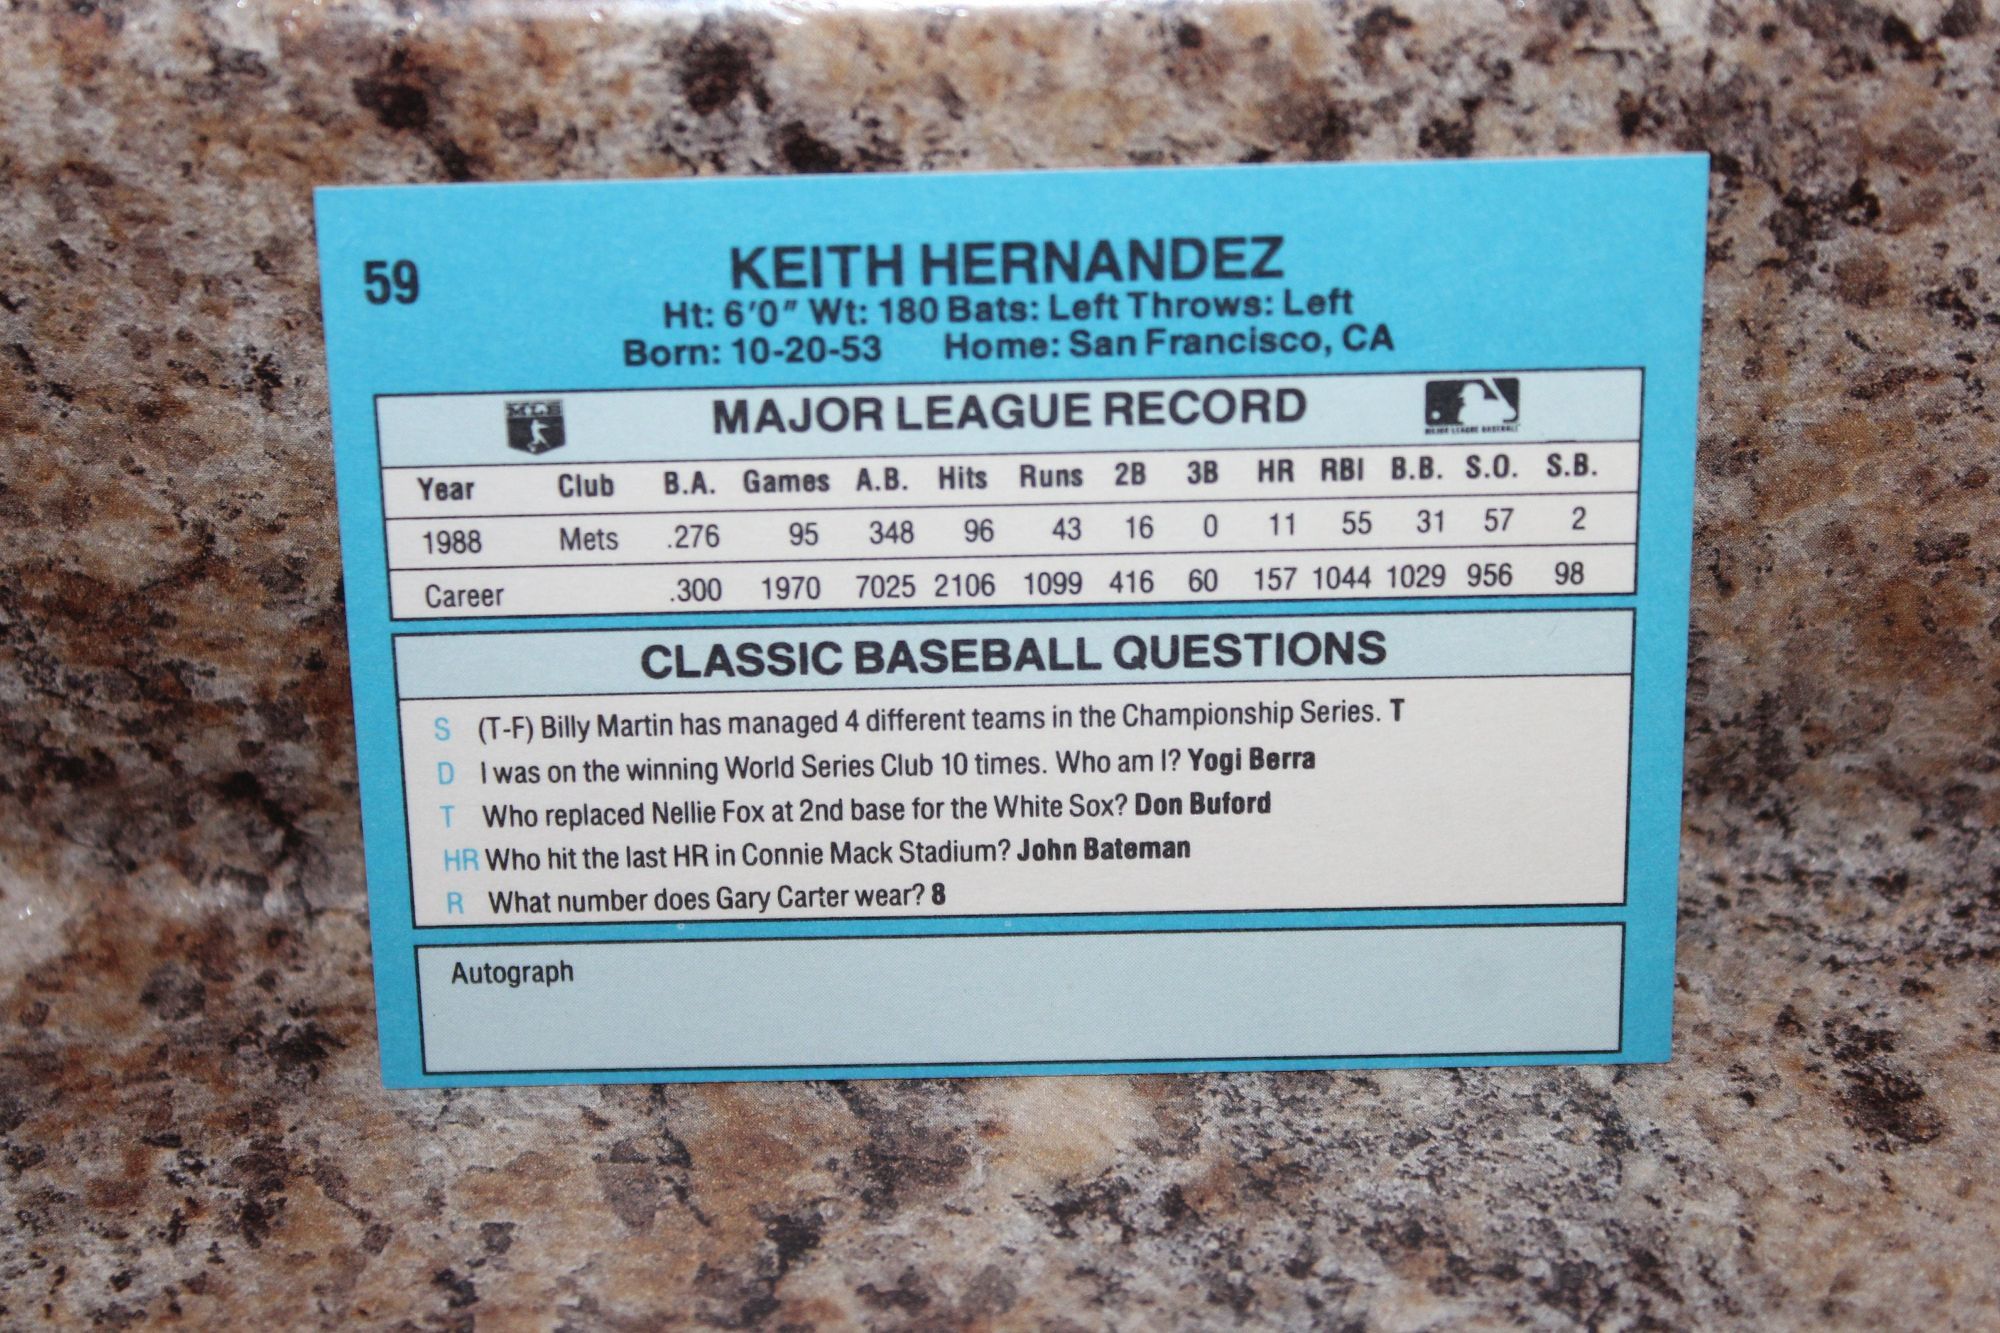 59
KEITH HERNANDEZ
Ht: 6'0" Wt: 180 Bats: Left Throws: Left
Born: 10-20-53 Home: San Francisco, CA
MLB MAJOR LEAGUE RECORD
MAJOR LEAGUE BASEBALL
Year Club B.A. Games A.B. Hits Runs 2B 3B HR RBI B.B. S.O. S.B.
1988 Mets .276 95 348 96 43 16 0 11 55 31 57 2
Career .300 1970 7025 2106 1099 416 60 157 1044 1029 956 98
CLASSIC BASEBALL QUESTIONS
S (T-F) Billy Martin has managed 4 different teams in the Championship Series. T
D I was on the winning World Series Club 10 times. Who am I? Yogi Berra
T Who replaced Nellie Fox at 2nd base for the White Sox? Don Buford
HR Who hit the last HR in Connie Mack Stadium? John Bateman
R What number does Gary Carter wear? 8
Autograph